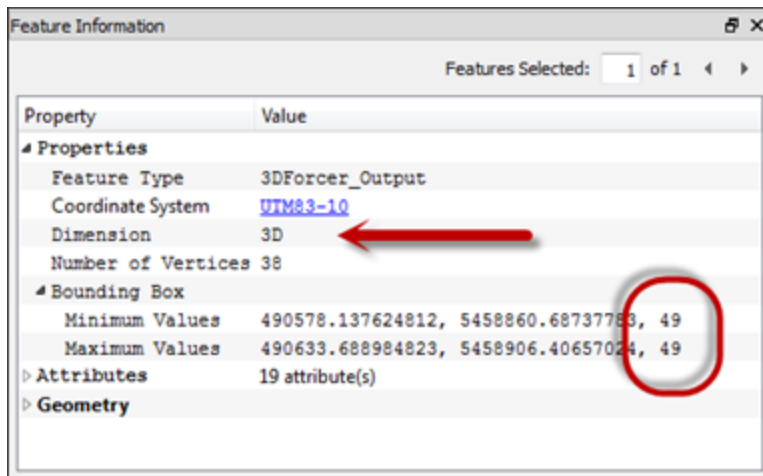 Feature Information
Features Selected: 1 of 1
Property Value
Properties
Feature Type 3DForcer_Output
Coordinate System UTM83-10
Dimension 3D
Number of Vertices 38
Bounding Box
Minimum Values 490578.137624812, 5458860.68737783, 49
Maximum Values 490633.688984823, 5458906.40657024, 49
Attributes 19 attribute(s)
Geometry